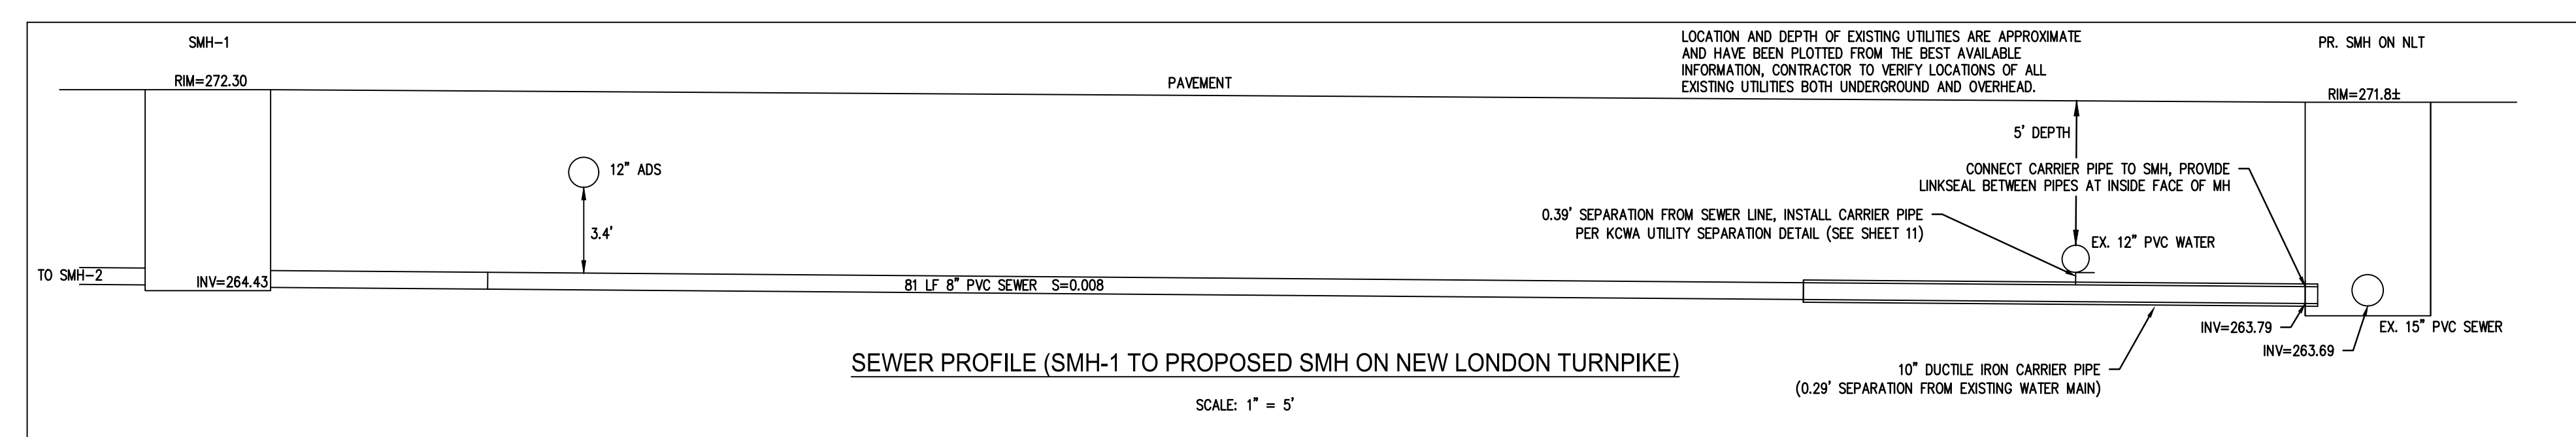 SMH-1
RIM=272.30
PAVEMENT
LOCATION AND DEPTH OF EXISTING UTILITIES ARE APPROXIMATE
AND HAVE BEEN PLOTTED FROM THE BEST AVAILABLE
INFORMATION, CONTRACTOR TO VERIFY LOCATIONS OF ALL
EXISTING UTILITIES BOTH UNDERGROUND AND OVERHEAD.
PR. SMH ON NLT
RIM=271.8±
5' DEPTH
12" ADS
CONNECT CARRIER PIPE TO SMH, PROVIDE
LINKSEAL BETWEEN PIPES AT INSIDE FACE OF MH
3.4'
0.39' SEPARATION FROM SEWER LINE, INSTALL CARRIER PIPE
PER KCWA UTILITY SEPARATION DETAIL (SEE SHEET 11)
EX. 12" PVC WATER
TO SMH-2
INV=264.43
81 LF 8" PVC SEWER S=0.008
INV=263.79
EX. 15" PVC SEWER
INV=263.69
SEWER PROFILE (SMH-1 TO PROPOSED SMH ON NEW LONDON TURNPIKE)
10" DUCTILE IRON CARRIER PIPE
(0.29' SEPARATION FROM EXISTING WATER MAIN)
SCALE: 1" = 5'